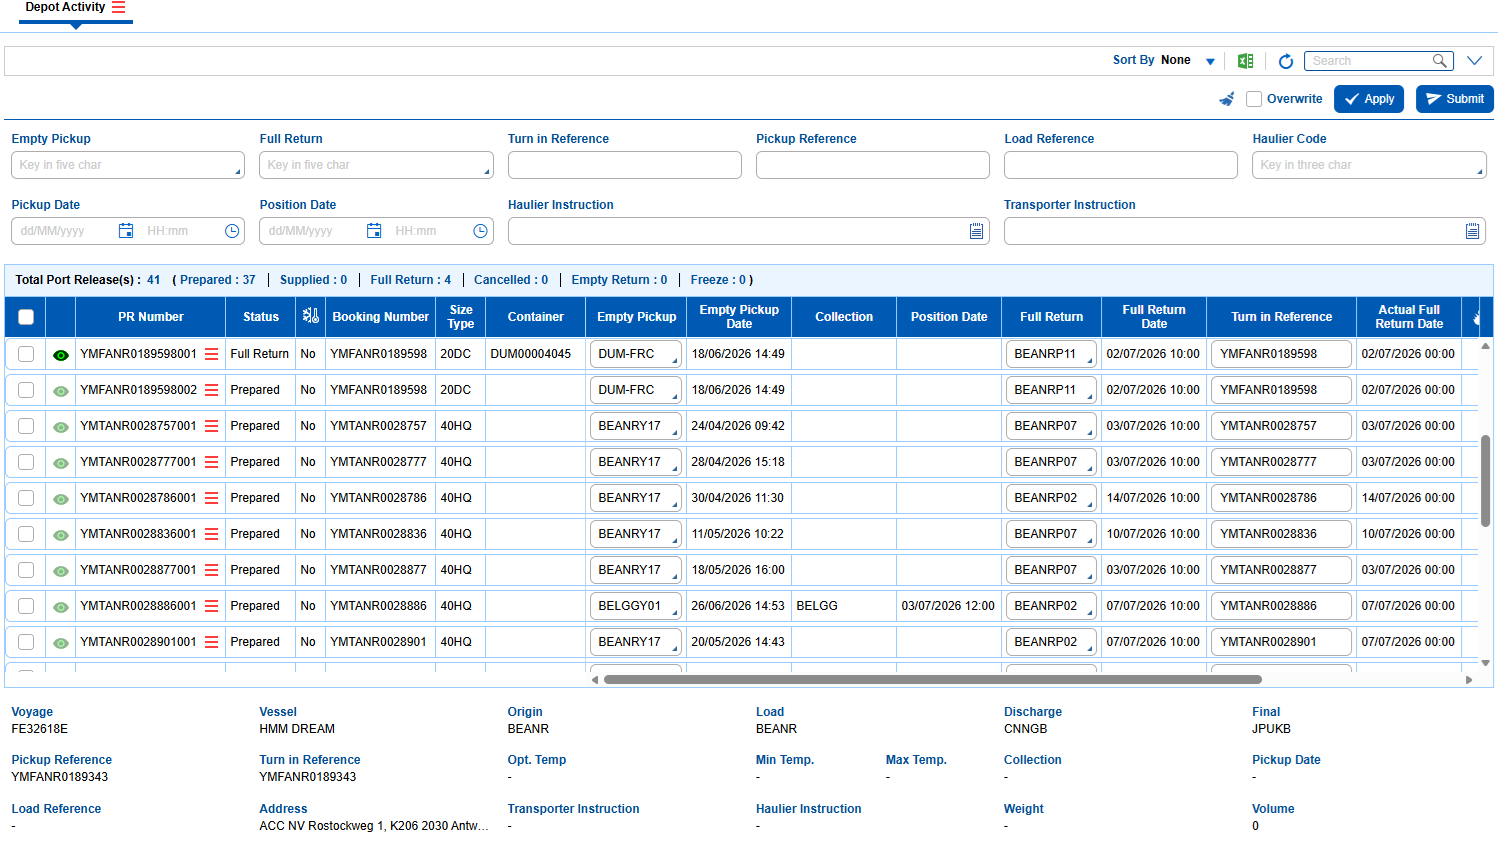 Depot Activity
Sort By None Search
Overwrite Apply Submit
Empty Pickup Full Return Turn in Reference Pickup Reference Load Reference Haulier Code
Key in five char Key in five char Key in three char
Pickup Date Position Date Haulier Instruction Transporter Instruction
dd/MM/yyyy HH:mm dd/MM/yyyy HH:mm
Total Port Release(s) : 41 ( Prepared : 37 | Supplied : 0 | Full Return : 4 | Cancelled : 0 | Empty Return : 0 | Freeze : 0 )
PR Number Status Booking Number Size Type Container Empty Pickup Empty Pickup Date Collection Position Date Full Return Full Return Date Turn in Reference Actual Full Return Date
YMFANR0189598001 Full Return No YMFANR0189598 20DC DUM00004045 DUM-FRC 18/06/2026 14:49 BEANRP11 02/07/2026 10:00 YMFANR0189598 02/07/2026 00:00
YMFANR0189598002 Prepared No YMFANR0189598 20DC DUM-FRC 18/06/2026 14:49 BEANRP11 02/07/2026 10:00 YMFANR0189598 02/07/2026 00:00
YMTANR0028757001 Prepared No YMTANR0028757 40HQ BEANRY17 24/04/2026 09:42 BEANRP07 03/07/2026 10:00 YMTANR0028757 03/07/2026 00:00
YMTANR0028777001 Prepared No YMTANR0028777 40HQ BEANRY17 28/04/2026 15:18 BEANRP07 03/07/2026 10:00 YMTANR0028777 03/07/2026 00:00
YMTANR0028786001 Prepared No YMTANR0028786 40HQ BEANRY17 30/04/2026 11:30 BEANRP02 14/07/2026 10:00 YMTANR0028786 14/07/2026 00:00
YMTANR0028836001 Prepared No YMTANR0028836 40HQ BEANRY17 11/05/2026 10:22 BEANRP07 10/07/2026 10:00 YMTANR0028836 10/07/2026 00:00
YMTANR0028877001 Prepared No YMTANR0028877 40HQ BEANRY17 18/05/2026 16:00 BEANRP07 03/07/2026 10:00 YMTANR0028877 03/07/2026 00:00
YMTANR0028886001 Prepared No YMTANR0028886 40HQ BELGGY01 26/06/2026 14:53 BELGG 03/07/2026 12:00 BEANRP02 07/07/2026 10:00 YMTANR0028886 07/07/2026 00:00
YMTANR0028901001 Prepared No YMTANR0028901 40HQ BEANRY17 20/05/2026 14:43 BEANRP02 07/07/2026 10:00 YMTANR0028901 07/07/2026 00:00
Voyage Vessel Origin Load Discharge Final
FE32618E HMM DREAM BEANR BEANR CNNGB JPUKB
Pickup Reference Turn in Reference Opt. Temp Min Temp. Max Temp. Collection Pickup Date
YMFANR0189343 YMFANR0189343 - - - - -
Load Reference Address Transporter Instruction Haulier Instruction Weight Volume
- ACC NV Rostockweg 1, K206 2030 Antw... - - - 0